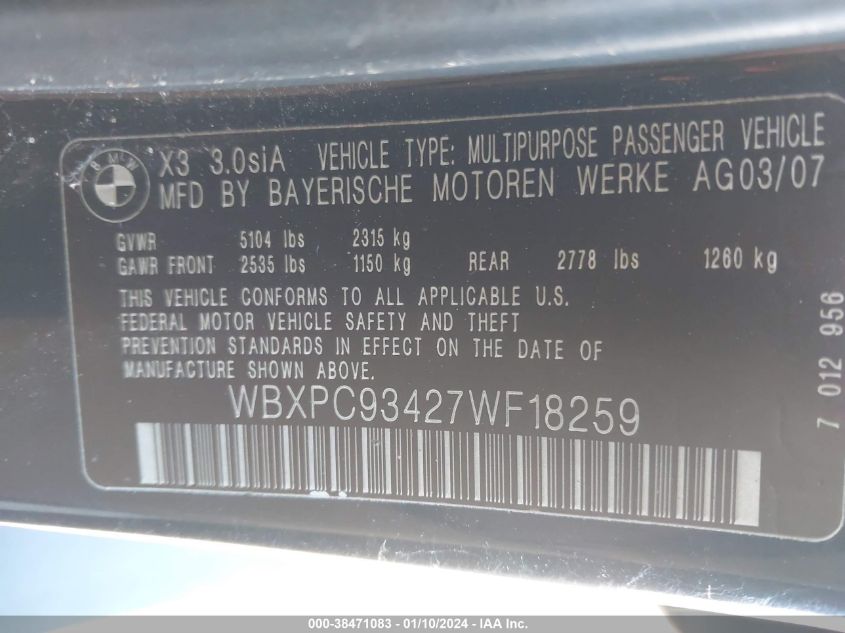 BMW
X3 3.0siA VEHICLE TYPE: MULTIPURPOSE PASSENGER VEHICLE
MFD BY BAYERISCHE MOTOREN WERKE AG03/07
GVWR 5104 lbs 2315 kg
GAWR FRONT 2535 lbs 1150 kg REAR 2778 lbs 1260 kg
THIS VEHICLE CONFORMS TO ALL APPLICABLE U.S.
FEDERAL MOTOR VEHICLE SAFETY AND THEFT
PREVENTION STANDARDS IN EFFECT ON THE DATE OF
MANUFACTURE SHOWN ABOVE.
WBXPC93427WF18259
7 012 956
000-38471083 - 01/10/2024 - IAA Inc.